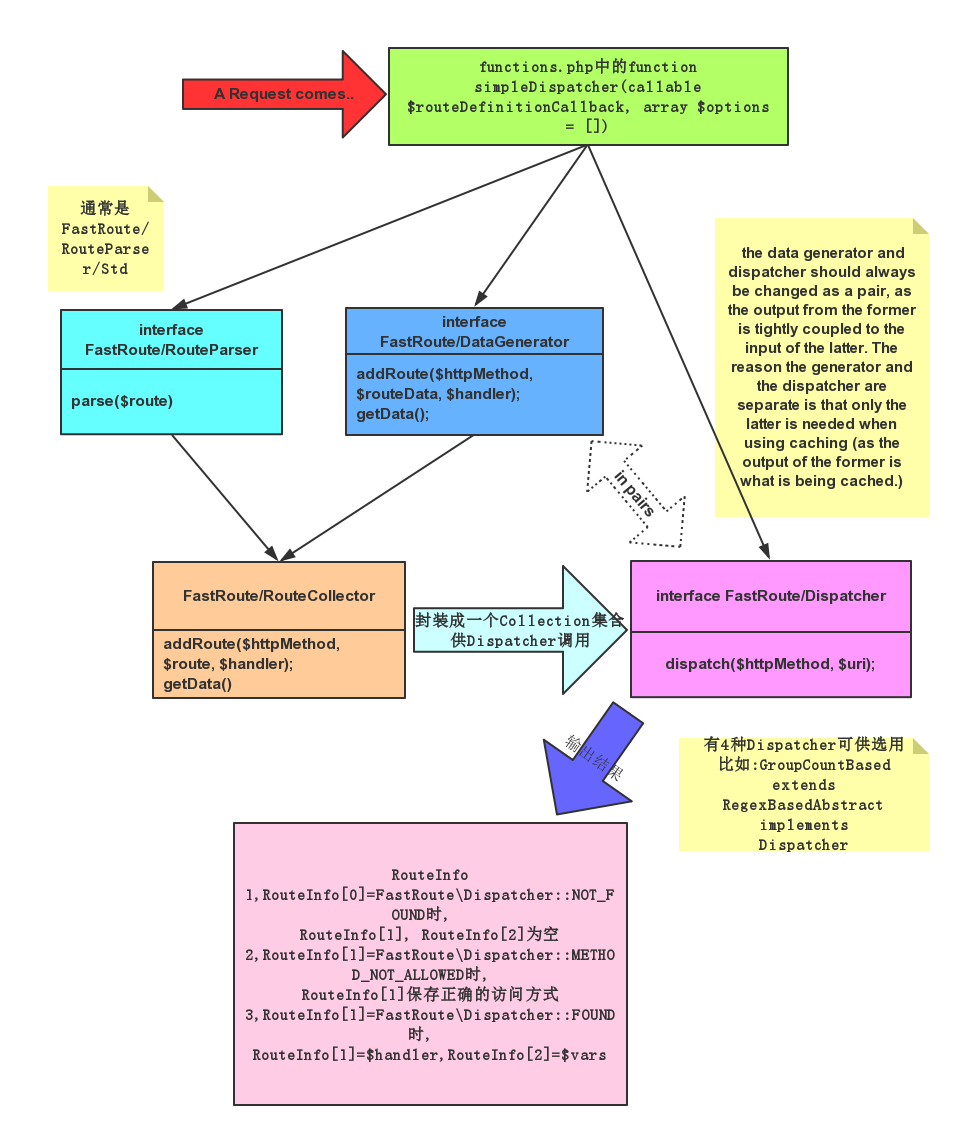 A Request comes..
functions.php中的function
simpleDispatcher(callable
$routeDefinitionCallback, array $options
= [])
通常是
FastRoute/
RouteParse
r/Std
the data generator and
dispatcher should always
be changed as a pair, as
the output from the former
is tightly coupled to the
input of the latter. The
reason the generator and
the dispatcher are
separate is that only the
latter is needed when
using caching (as the
output of the former is
what is being cached.)
interface
FastRoute/RouteParser
parse($route)
interface
FastRoute/DataGenerator
addRoute($httpMethod,
$routeData, $handler);
getData();
in pairs
FastRoute/RouteCollector
addRoute($httpMethod,
$route, $handler);
getData()
封装成一个Collection集合
供Dispatcher调用
interface FastRoute/Dispatcher
dispatch($httpMethod, $uri);
输出结果
有4种Dispatcher可供选用
比如:GroupCountBased
extends
RegexBasedAbstract
implements
Dispatcher
RouteInfo
1,RouteInfo[0]=FastRoute\Dispatcher::NOT_F
OUND时,
RouteInfo[1], RouteInfo[2]为空
2,RouteInfo[1]=FastRoute\Dispatcher::METHO
D_NOT_ALLOWED时,
RouteInfo[1]保存正确的访问方式
3,RouteInfo[1]=FastRoute\Dispatcher::FOUND
时,
RouteInfo[1]=$handler,RouteInfo[2]=$vars